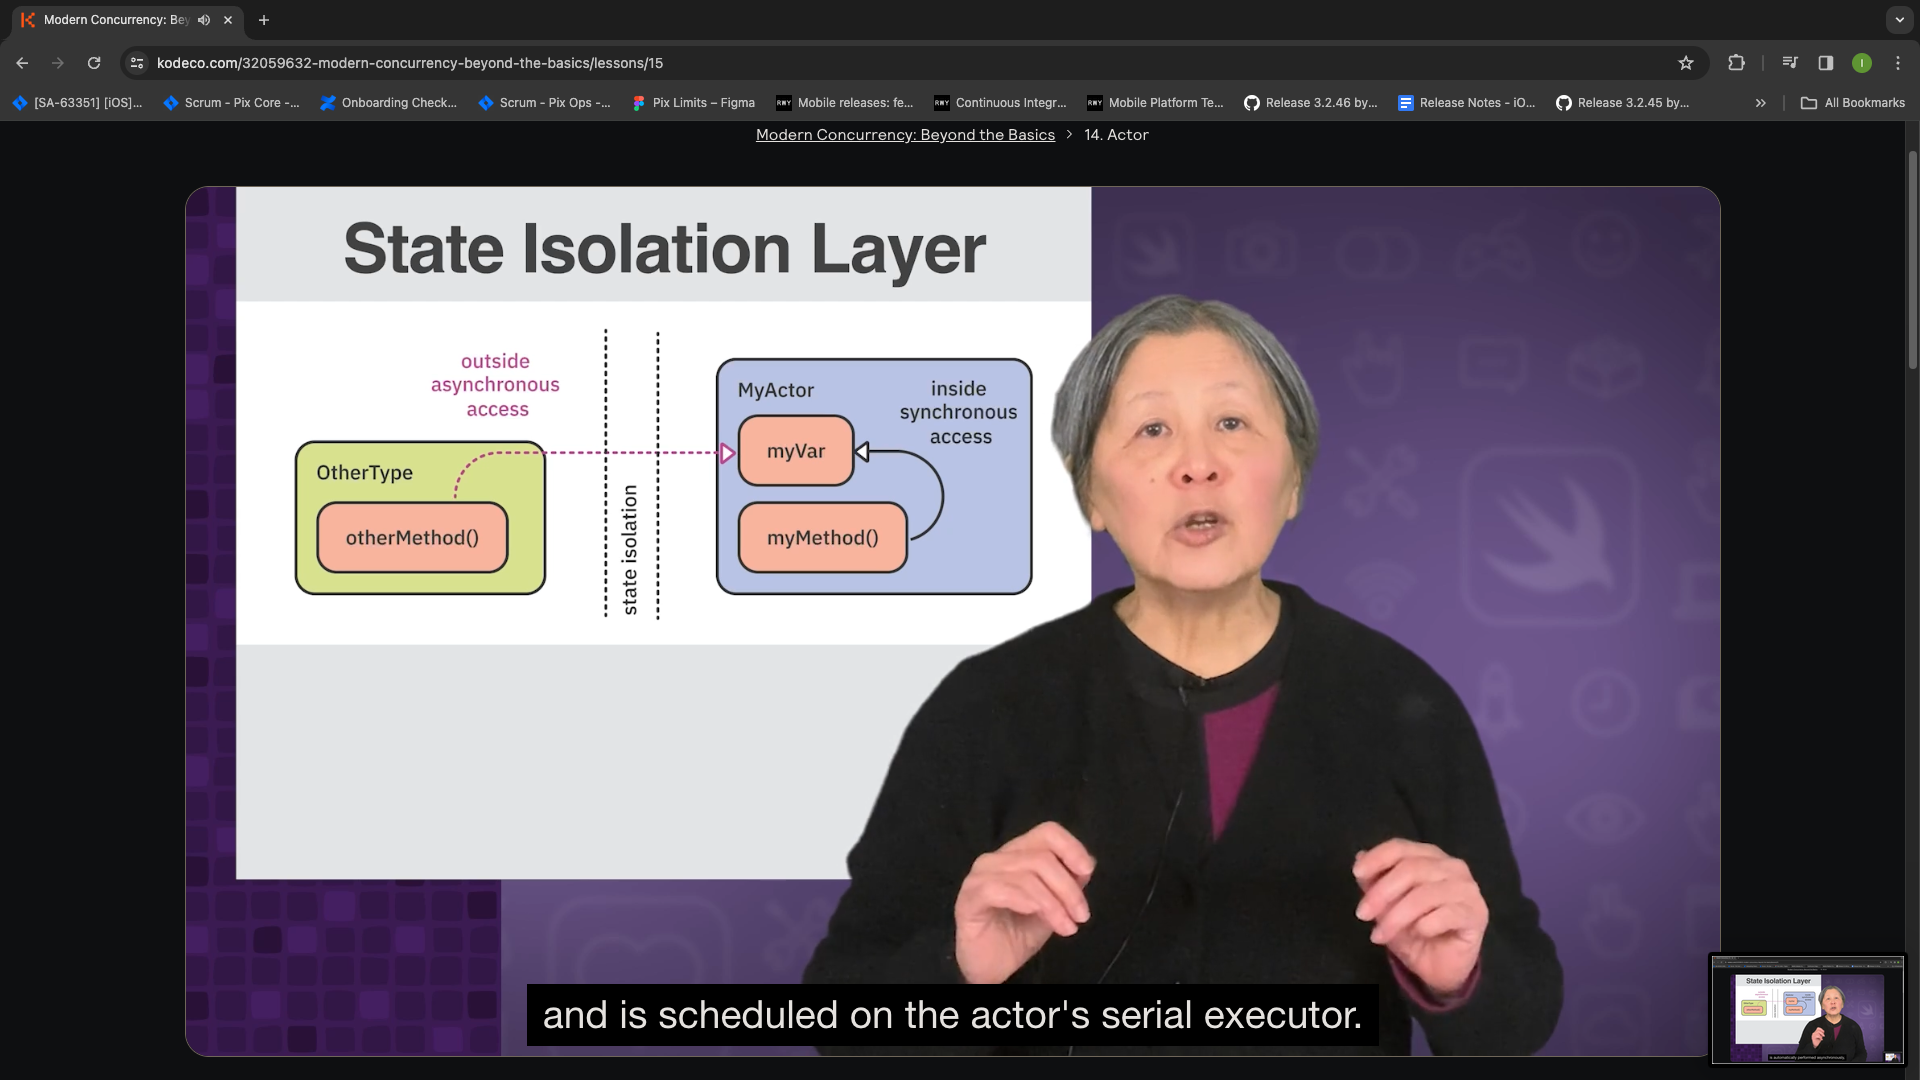 Modern Concurrency: Bey
kodeco.com/32059632-modern-concurrency-beyond-the-basics/lessons/15
[SA-63351] [iOS]... Scrum - Pix Core -... Onboarding Check... Scrum - Pix Ops -... Pix Limits – Figma Mobile releases: fe... Continuous Integr... Mobile Platform Te... Release 3.2.46 by... Release Notes - iO... Release 3.2.45 by... » All Bookmarks
Modern Concurrency: Beyond the Basics > 14. Actor
State Isolation Layer
outside
asynchronous
access
OtherType
otherMethod()
state isolation
MyActor
inside
synchronous
access
myVar
myMethod()
and is scheduled on the actor's serial executor.
State Isolation Layer
is automatically performed asynchronously,